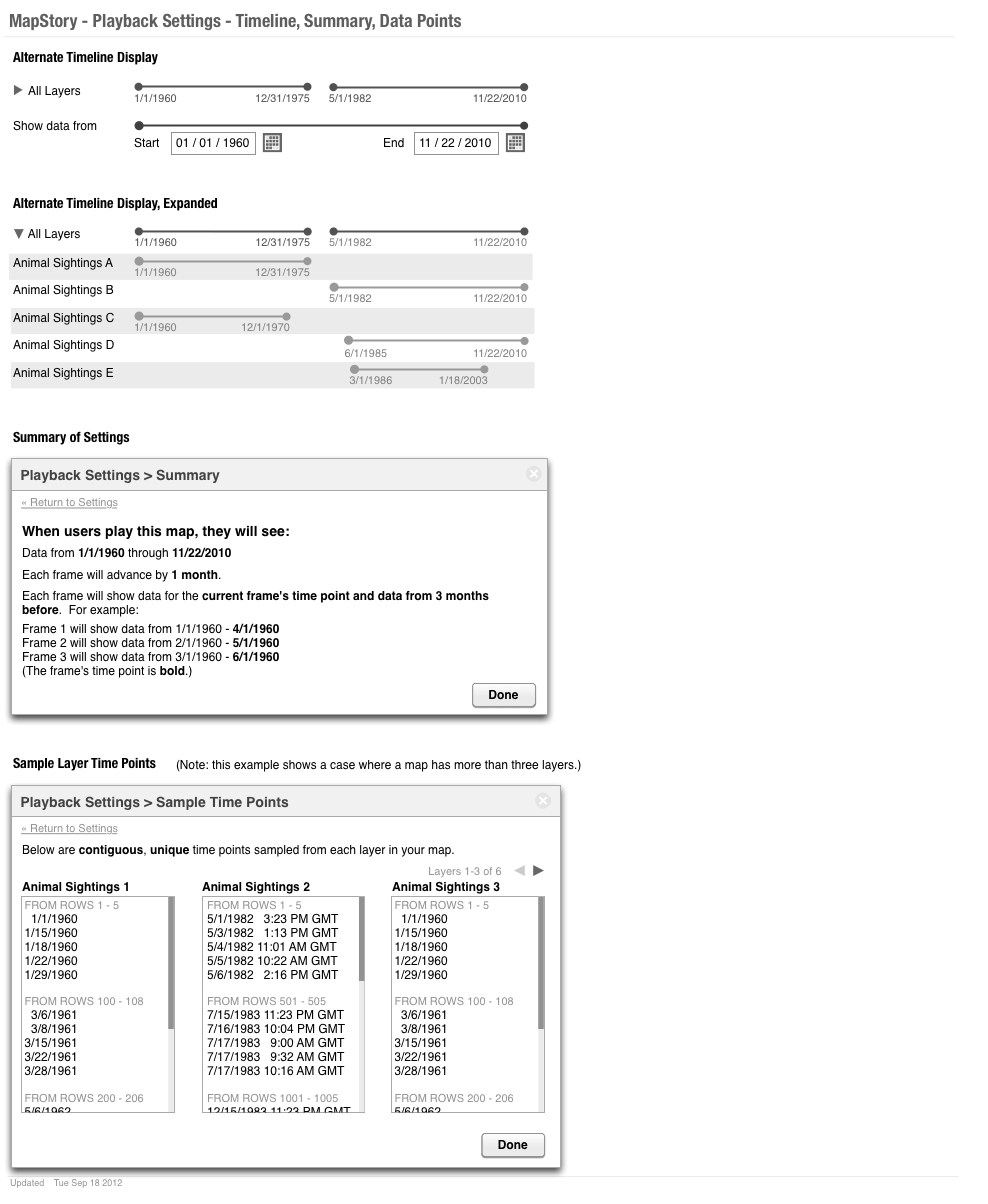 MapStory - Playback Settings - Timeline, Summary, Data Points
Alternate Timeline Display
All Layers
1/1/1960 12/31/1975 5/1/1982 11/22/2010
Show data from
Start 01 / 01 / 1960 End 11 / 22 / 2010
Alternate Timeline Display, Expanded
All Layers
1/1/1960 12/31/1975 5/1/1982 11/22/2010
Animal Sightings A
1/1/1960 12/31/1975
Animal Sightings B
5/1/1982 11/22/2010
Animal Sightings C
1/1/1960 12/1/1970
Animal Sightings D
6/1/1985 11/22/2010
Animal Sightings E
3/1/1986 1/18/2003
Summary of Settings
Playback Settings > Summary
« Return to Settings
When users play this map, they will see:
Data from 1/1/1960 through 11/22/2010
Each frame will advance by 1 month.
Each frame will show data for the current frame's time point and data from 3 months
before. For example:
Frame 1 will show data from 1/1/1960 - 4/1/1960
Frame 2 will show data from 2/1/1960 - 5/1/1960
Frame 3 will show data from 3/1/1960 - 6/1/1960
(The frame's time point is bold.)
Done
Sample Layer Time Points (Note: this example shows a case where a map has more than three layers.)
Playback Settings > Sample Time Points
« Return to Settings
Below are contiguous, unique time points sampled from each layer in your map.
Layers 1-3 of 6
Animal Sightings 1
FROM ROWS 1 - 5
1/1/1960
1/15/1960
1/18/1960
1/22/1960
1/29/1960
FROM ROWS 100 - 108
3/6/1961
3/8/1961
3/15/1961
3/22/1961
3/28/1961
FROM ROWS 200 - 206
5/6/1962
Animal Sightings 2
FROM ROWS 1 - 5
5/1/1982 3:23 PM GMT
5/3/1982 1:13 PM GMT
5/4/1982 11:01 AM GMT
5/5/1982 10:22 AM GMT
5/6/1982 2:16 PM GMT
FROM ROWS 501 - 505
7/15/1983 11:23 PM GMT
7/16/1983 10:04 PM GMT
7/17/1983 9:00 AM GMT
7/17/1983 9:32 AM GMT
7/17/1983 10:16 AM GMT
FROM ROWS 1001 - 1005
12/15/1983 11:23 PM GMT
Animal Sightings 3
FROM ROWS 1 - 5
1/1/1960
1/15/1960
1/18/1960
1/22/1960
1/29/1960
FROM ROWS 100 - 108
3/6/1961
3/8/1961
3/15/1961
3/22/1961
3/28/1961
FROM ROWS 200 - 206
5/6/1962
Done
Updated Tue Sep 18 2012